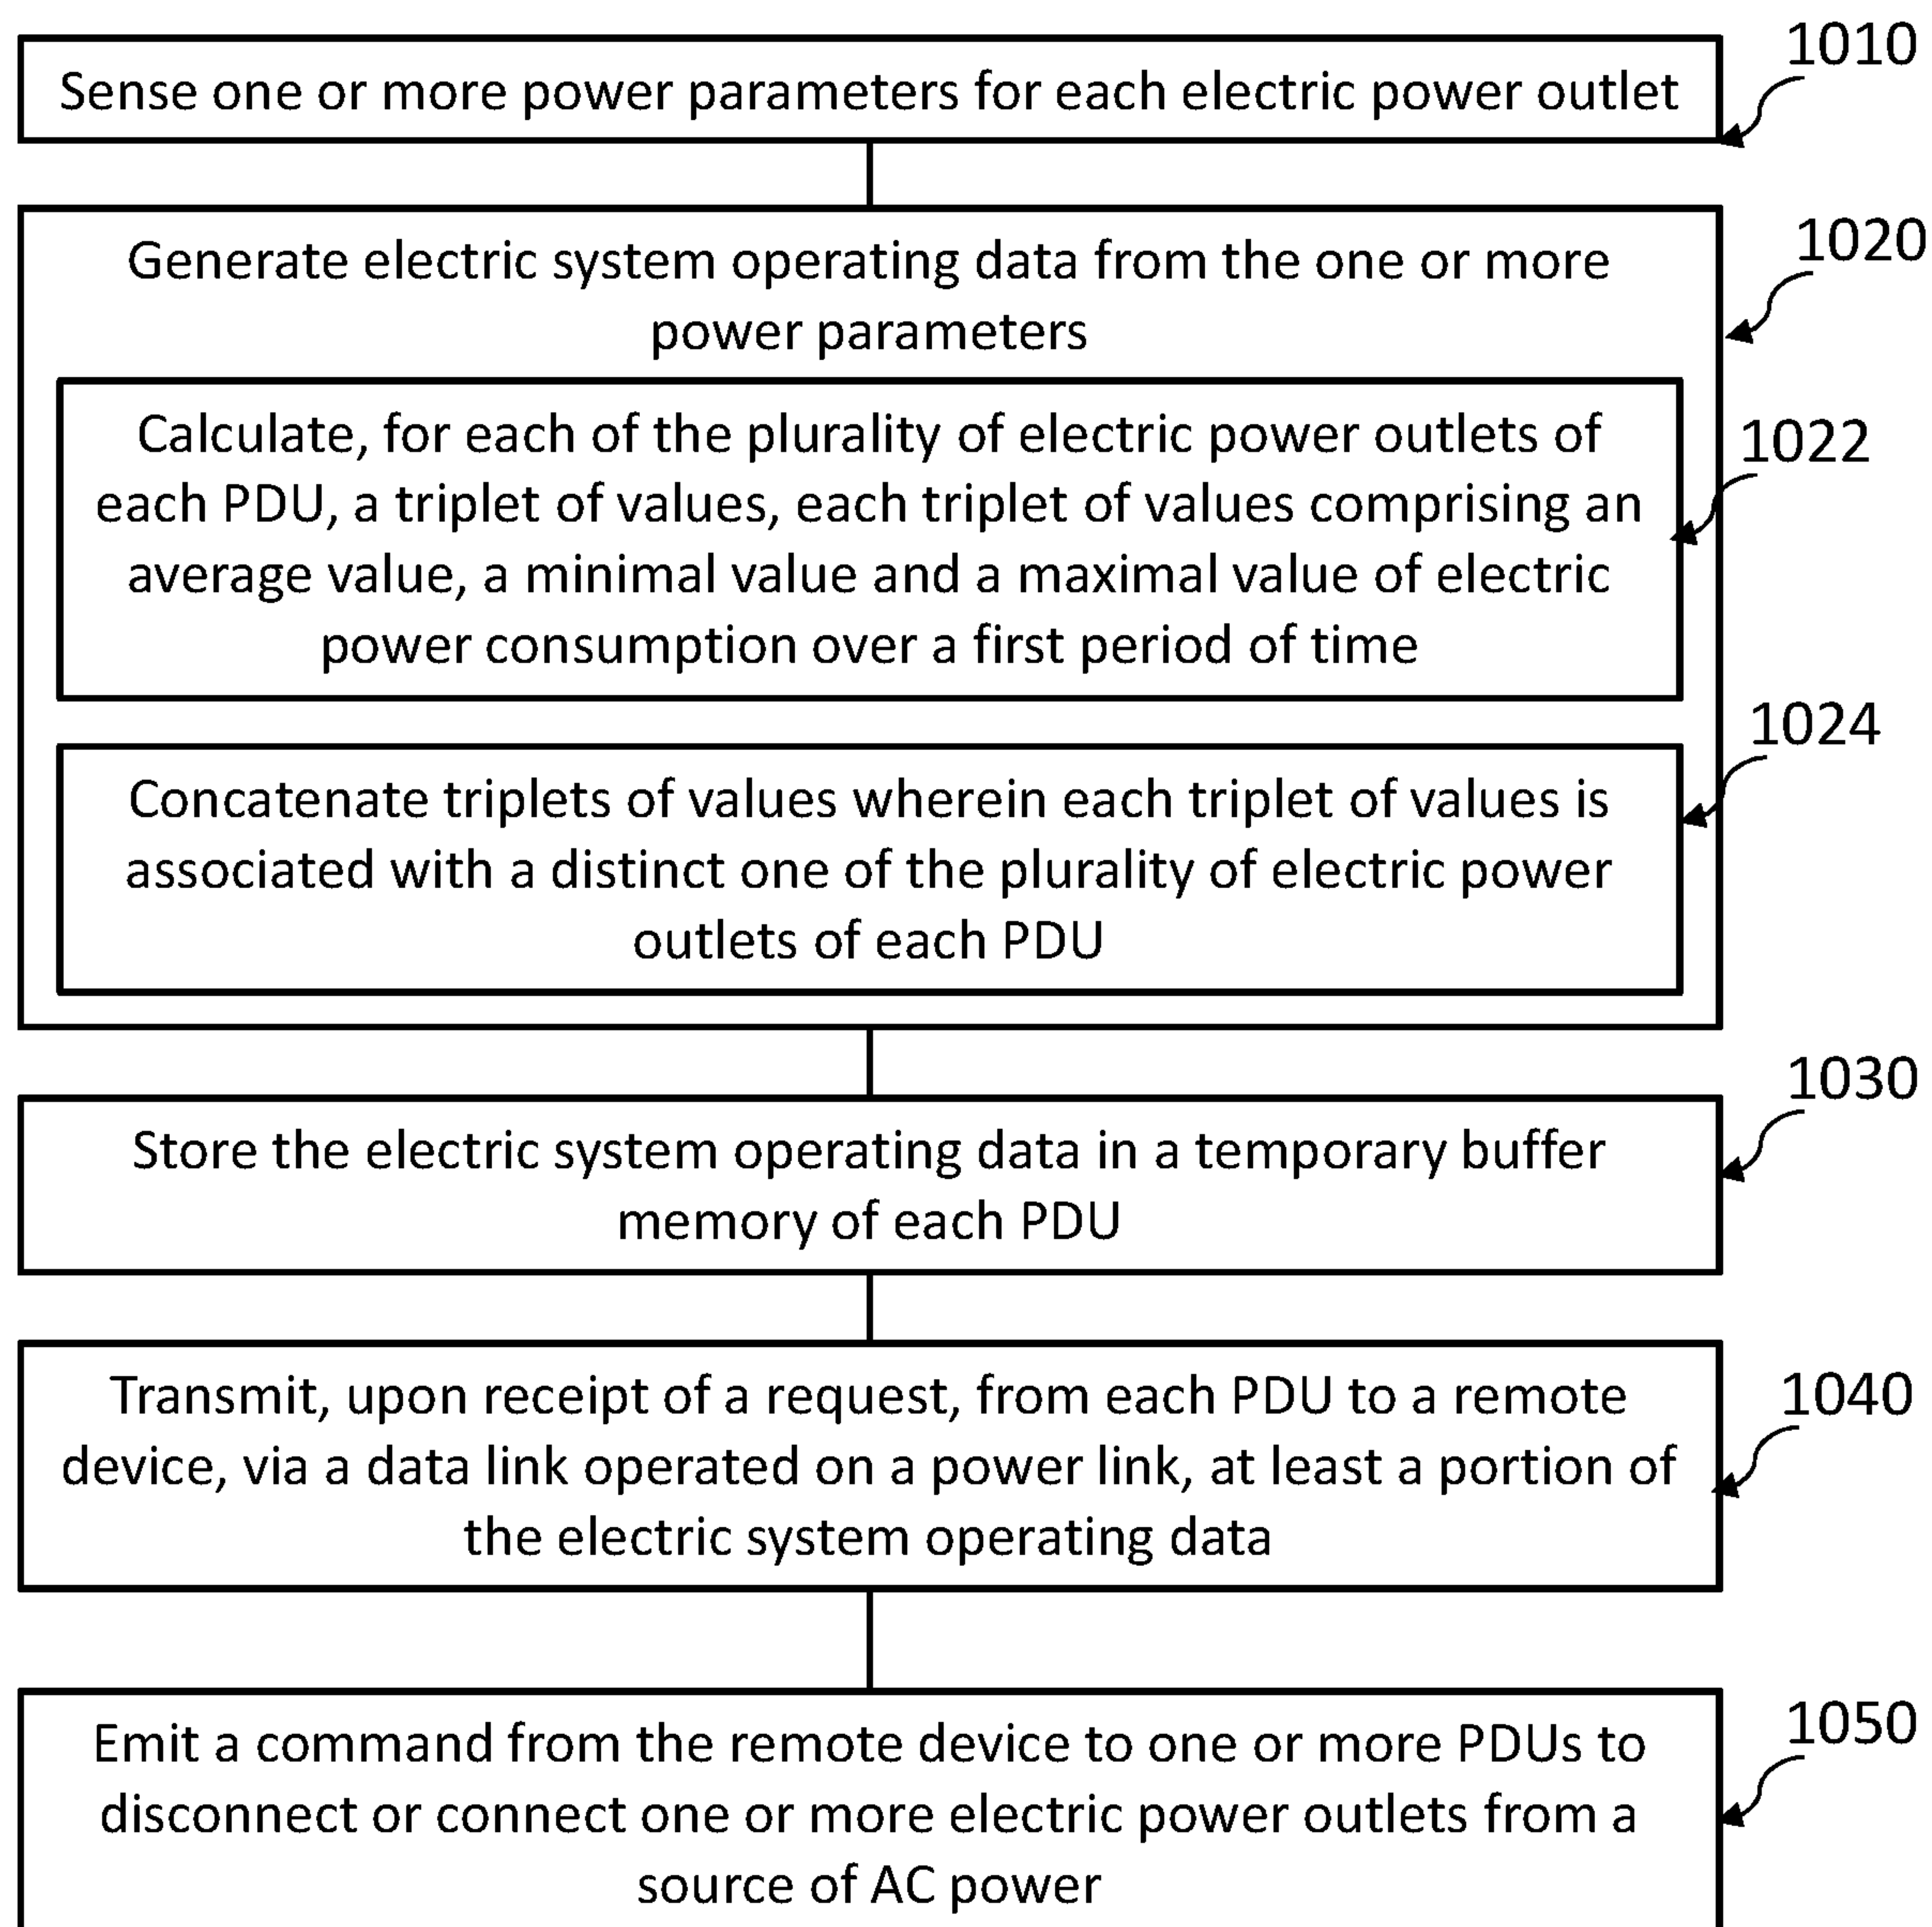 1010
Sense one or more power parameters for each electric power outlet
1020
Generate electric system operating data from the one or more
power parameters
1022
Calculate, for each of the plurality of electric power outlets of
each PDU, a triplet of values, each triplet of values comprising an
average value, a minimal value and a maximal value of electric
power consumption over a first period of time
1024
Concatenate triplets of values wherein each triplet of values is
associated with a distinct one of the plurality of electric power
outlets of each PDU
1030
Store the electric system operating data in a temporary buffer
memory of each PDU
1040
Transmit, upon receipt of a request, from each PDU to a remote
device, via a data link operated on a power link, at least a portion of
the electric system operating data
1050
Emit a command from the remote device to one or more PDUs to
disconnect or connect one or more electric power outlets from a
source of AC power